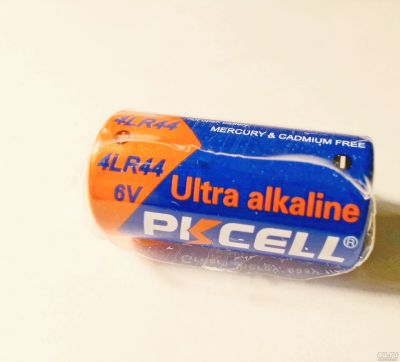 4LR44
MERCURY & CADMIUM FREE
4LR44
6V
Ultra alkaline
PKCELL®